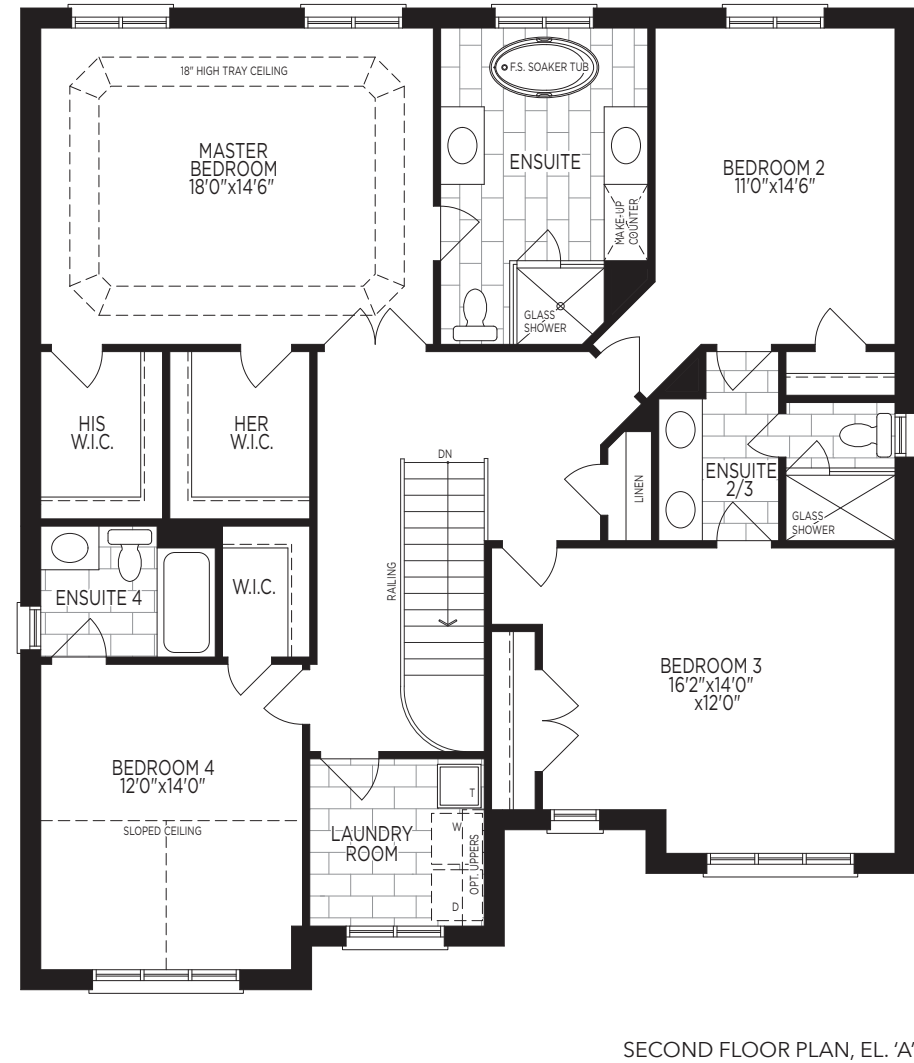 18" HIGH TRAY CEILING
MASTER
BEDROOM
18'0"x14'6"
F.S. SOAKER TUB
ENSUITE
MAKE-UP
COUNTER
GLASS
SHOWER
BEDROOM 2
11'0"x14'6"
HIS
W.I.C.
HER
W.I.C.
DN
RAILING
LINEN
ENSUITE
2/3
GLASS
SHOWER
ENSUITE 4
W.I.C.
BEDROOM 3
16'2"x14'0"
x12'0"
BEDROOM 4
12'0"x14'0"
SLOPED CEILING
LAUNDRY
ROOM
T
W
D
OPT. UPPERS
SECOND FLOOR PLAN, EL. ‘A’